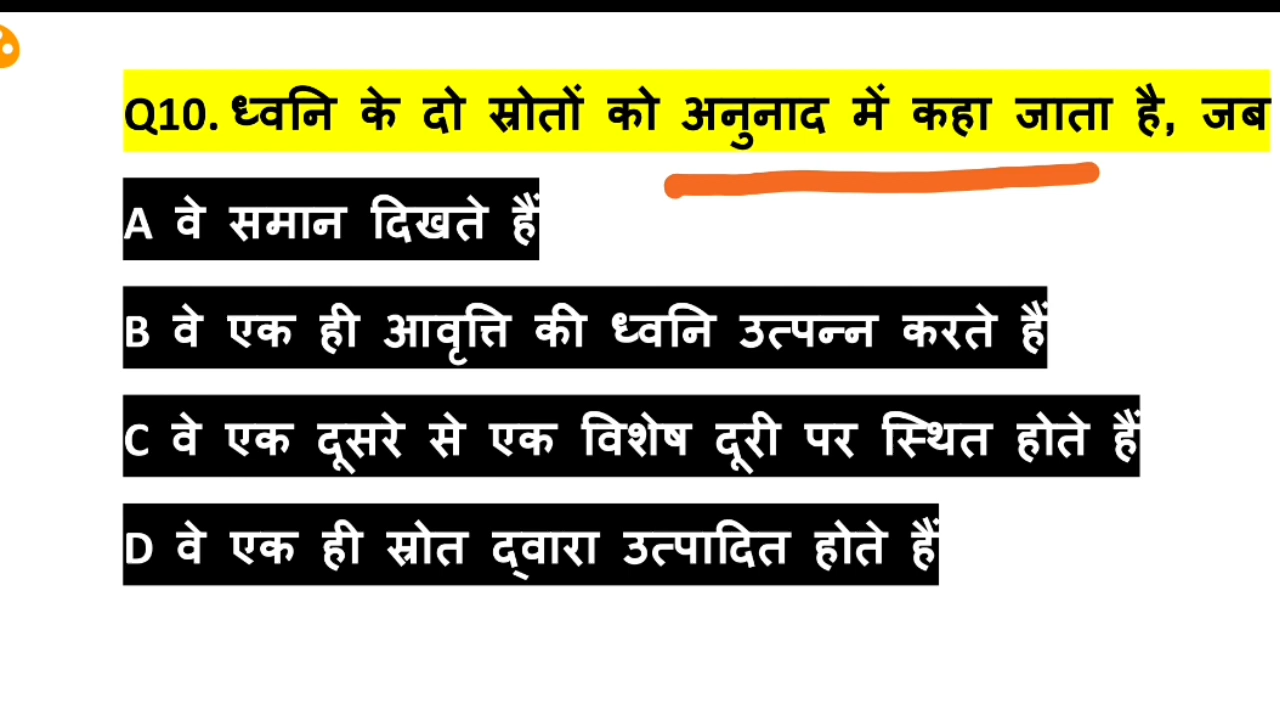 Q10. ध्वनि के दो स्रोतों को अनुनाद में कहा जाता है, जब
A वे समान दिखते हैं
B वे एक ही आवृत्ति की ध्वनि उत्पन्न करते हैं
C वे एक दूसरे से एक विशेष दूरी पर स्थित होते हैं
D वे एक ही स्रोत द्वारा उत्पादित होते हैं